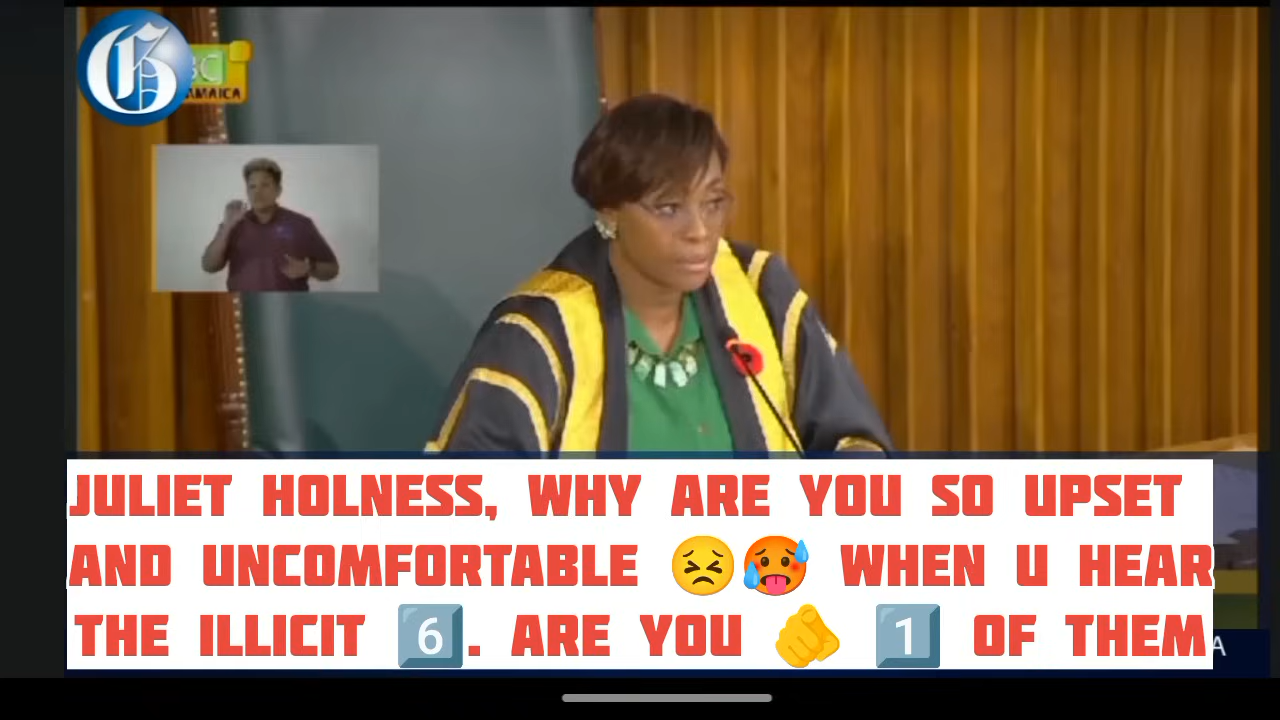 G
AMAICA
JULIET HOLNESS, WHY ARE YOU SO UPSET
AND UNCOMFORTABLE 😣🥵 WHEN U HEAR
THE ILLICIT 6️⃣. ARE YOU 🫵 1️⃣ OF THEM
A